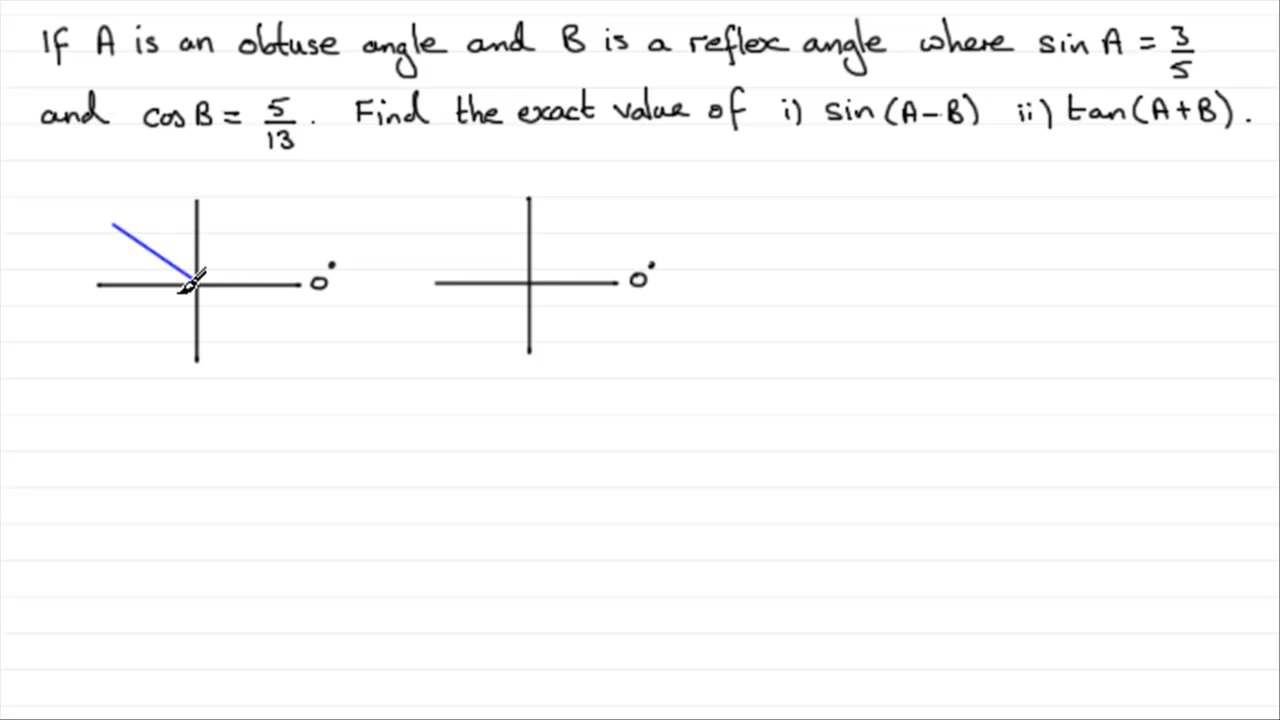 If A is an obtuse angle and B is a reflex angle where sin A = 3/5
and cos B = 5/13. Find the exact value of i) sin(A-B) ii) tan(A+B).
0° 0°